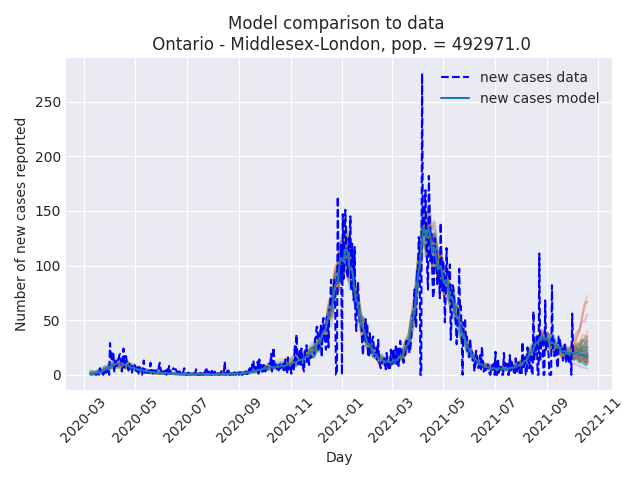 Model comparison to data
Ontario - Middlesex-London, pop. = 492971.0
new cases data
new cases model
Number of new cases reported
250
200
150
100
50
0
2020-03
2020-05
2020-07
2020-09
2020-11
2021-01
2021-03
2021-05
2021-07
2021-09
2021-11
Day